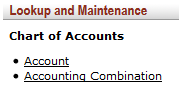 Lookup and Maintenance
Chart of Accounts
Account
Accounting Combination